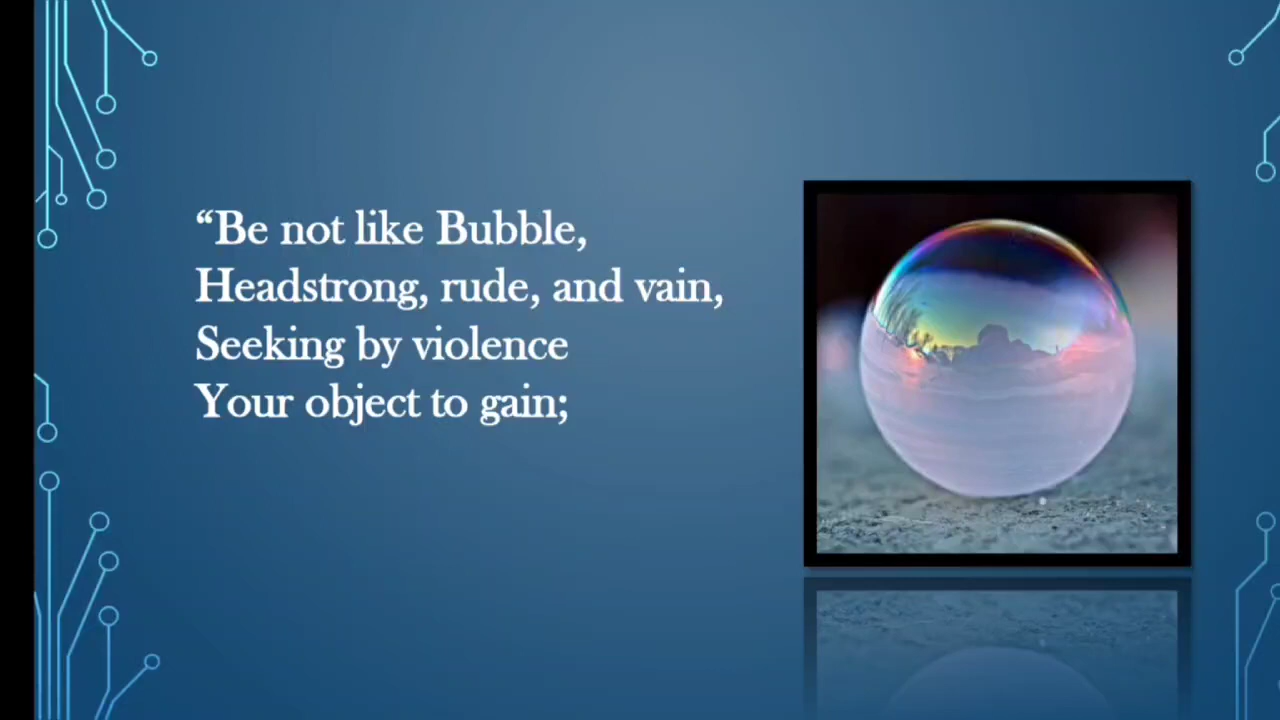 “Be not like Bubble,
Headstrong, rude, and vain,
Seeking by violence
Your object to gain;